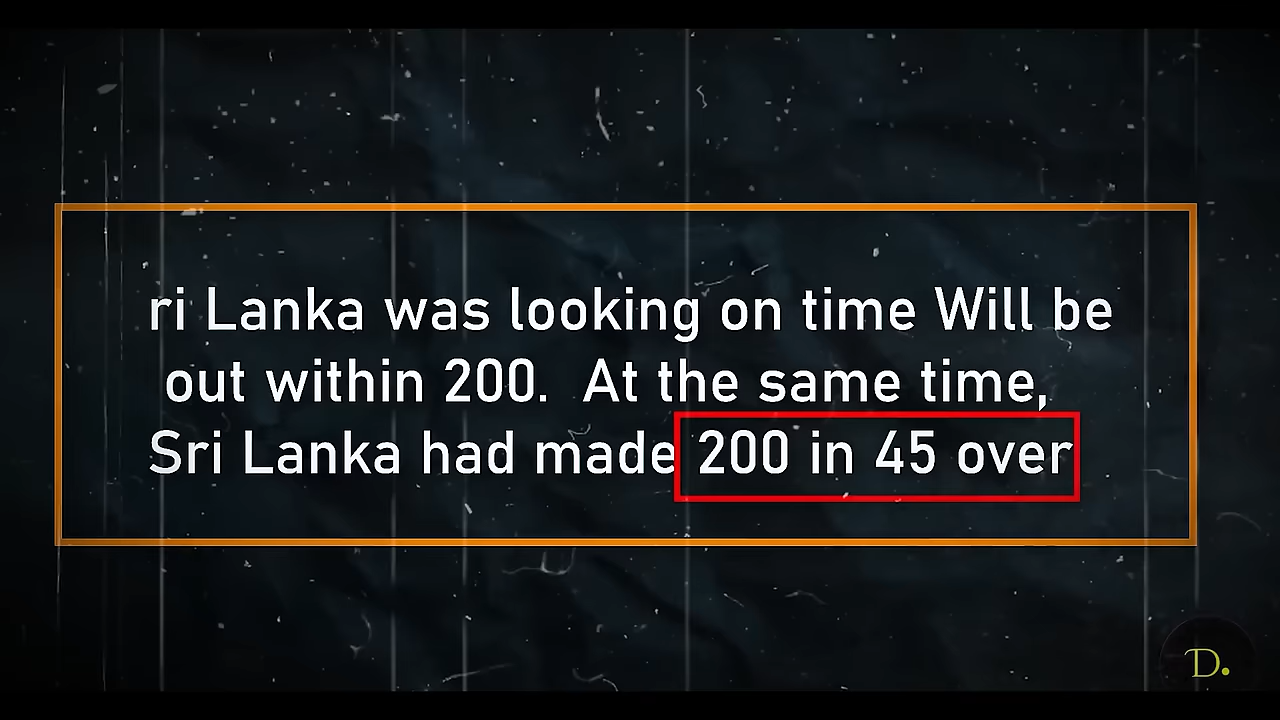 ri Lanka was looking on time Will be
out within 200. At the same time,
Sri Lanka had made 200 in 45 over
D.